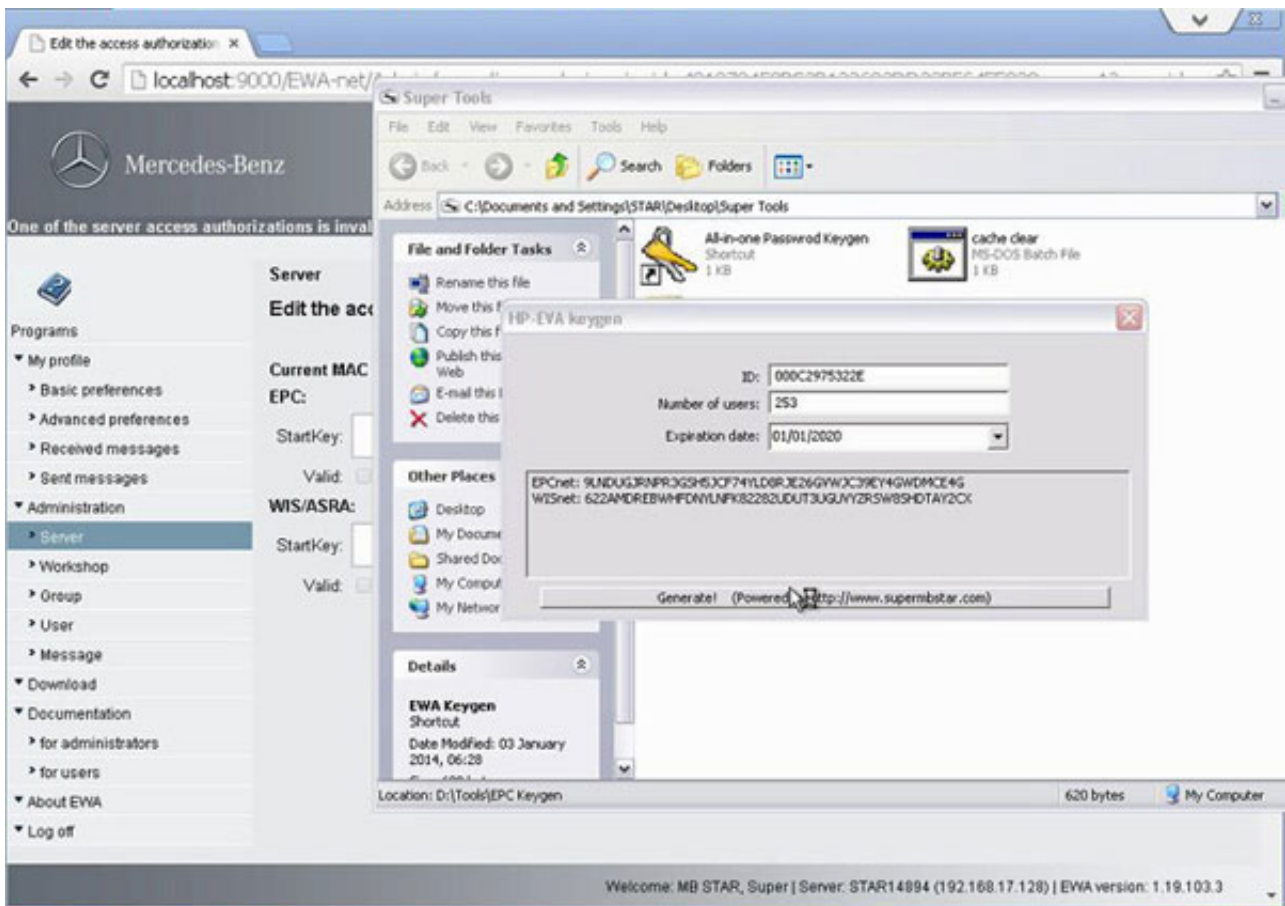 Edit the access authorization
localhost:9000/EWA-net/
Mercedes-Benz
One of the server access authorizations is inval
Programs
My profile
Basic preferences
Advanced preferences
Received messages
Sent messages
Administration
Server
Workshop
Group
User
Message
Download
Documentation
for administrators
for users
About EWA
Log off
Server
Edit the acc
Current MAC
EPC:
StartKey:
Valid:
WIS/ASRA:
StartKey:
Valid:
Super Tools
File Edit View Favorites Tools Help
Back Search Folders
Address C:\Documents and Settings\STAR\Desktop\Super Tools
File and Folder Tasks
Rename this file
Move this f
Copy this f
Publish this
Web
E-mail this
Delete this
Other Places
Desktop
My Docume
Shared Doc
My Comput
My Networ
Details
EWA Keygen
Shortcut
Date Modified: 03 January
2014, 06:28
All-in-one Passwrod Keygen
Shortcut
1 KB
cache clear
MS-DOS Batch File
1 KB
HP-EVA keygen
ID: 000C2975322E
Number of users: 253
Expiration date: 01/01/2020
EPCnet: 9LNDUGJRNPR3GSH5JCF74YLD8RJE26GYWJC39EY4GWDMCE4G
WISnet: 622AMDREBWHFDNYLNFK82282UDUT3UGUVYZRSW8SHDTAY2CX
Generate! (Powered http://www.supermbstar.com)
Location: D:\Tools\EPC Keygen
620 bytes
My Computer
Welcome: MB STAR, Super | Server: STAR14894 (192.168.17.128) | EWA version: 1.19.103.3